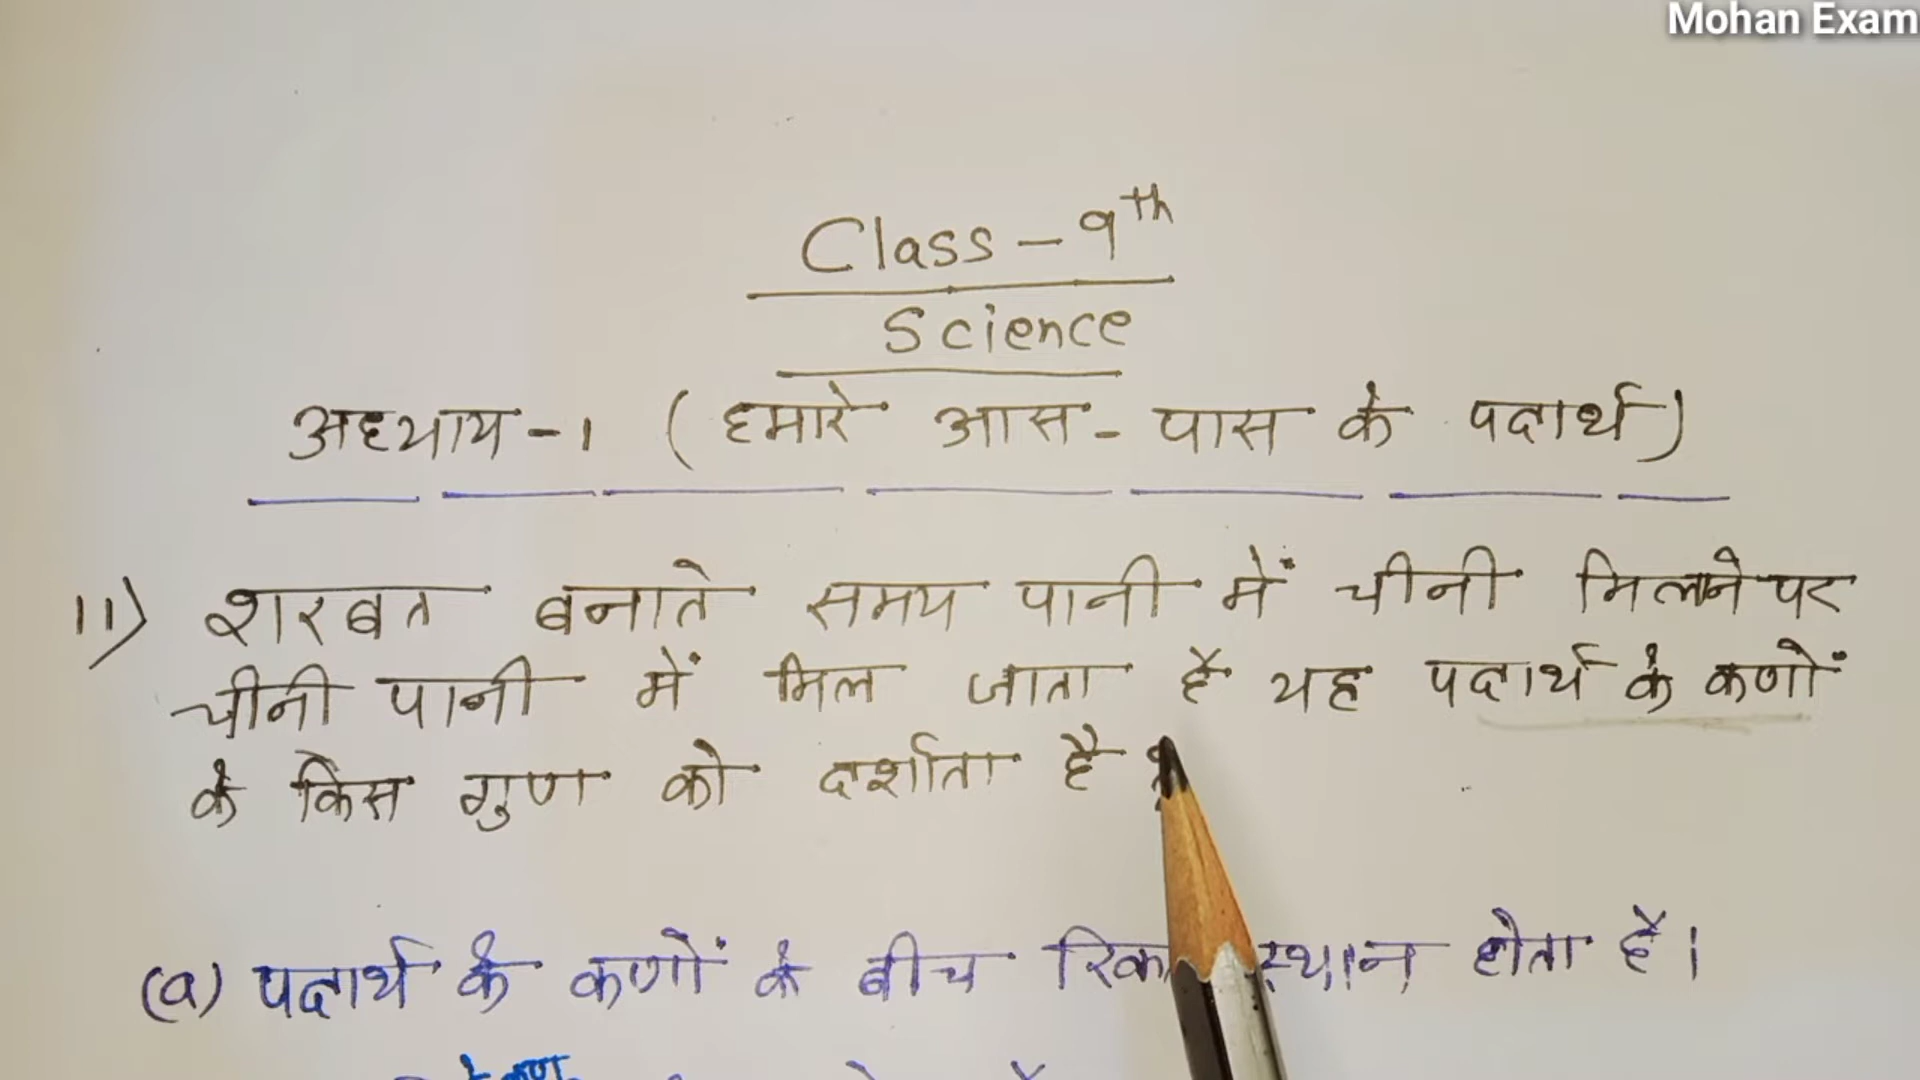 Mohan Exam
Class-9th
Science
अध्याय-1 (हमारे आस-पास के पदार्थ)
11) शरबत बनाते समय पानी में चीनी मिलने पर
चीनी पानी में मिल जाता है यह पदार्थ के कणों
के किस गुण को दर्शाता है
(a) पदार्थ के कणों के बीच स्थान होता है।